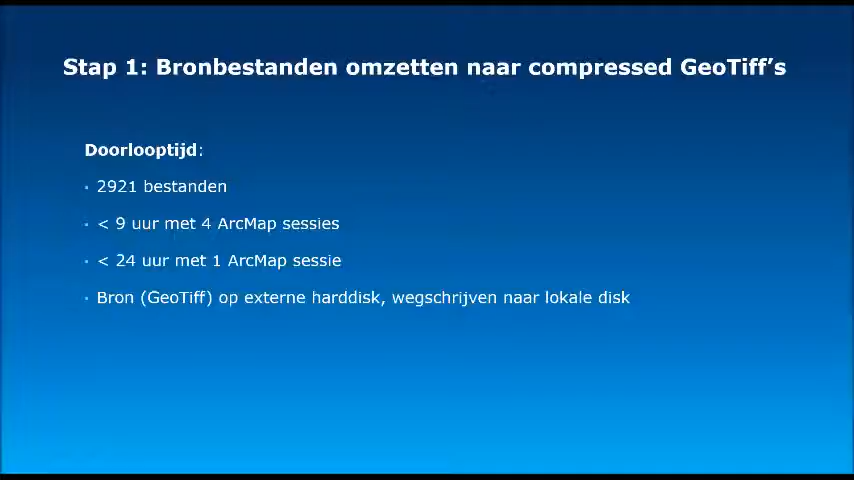 Stap 1: Bronbestanden omzetten naar compressed GeoTiff’s
Doorlooptijd:
· 2921 bestanden
· < 9 uur met 4 ArcMap sessies
· < 24 uur met 1 ArcMap sessie
· Bron (GeoTiff) op externe harddisk, wegschrijven naar lokale disk